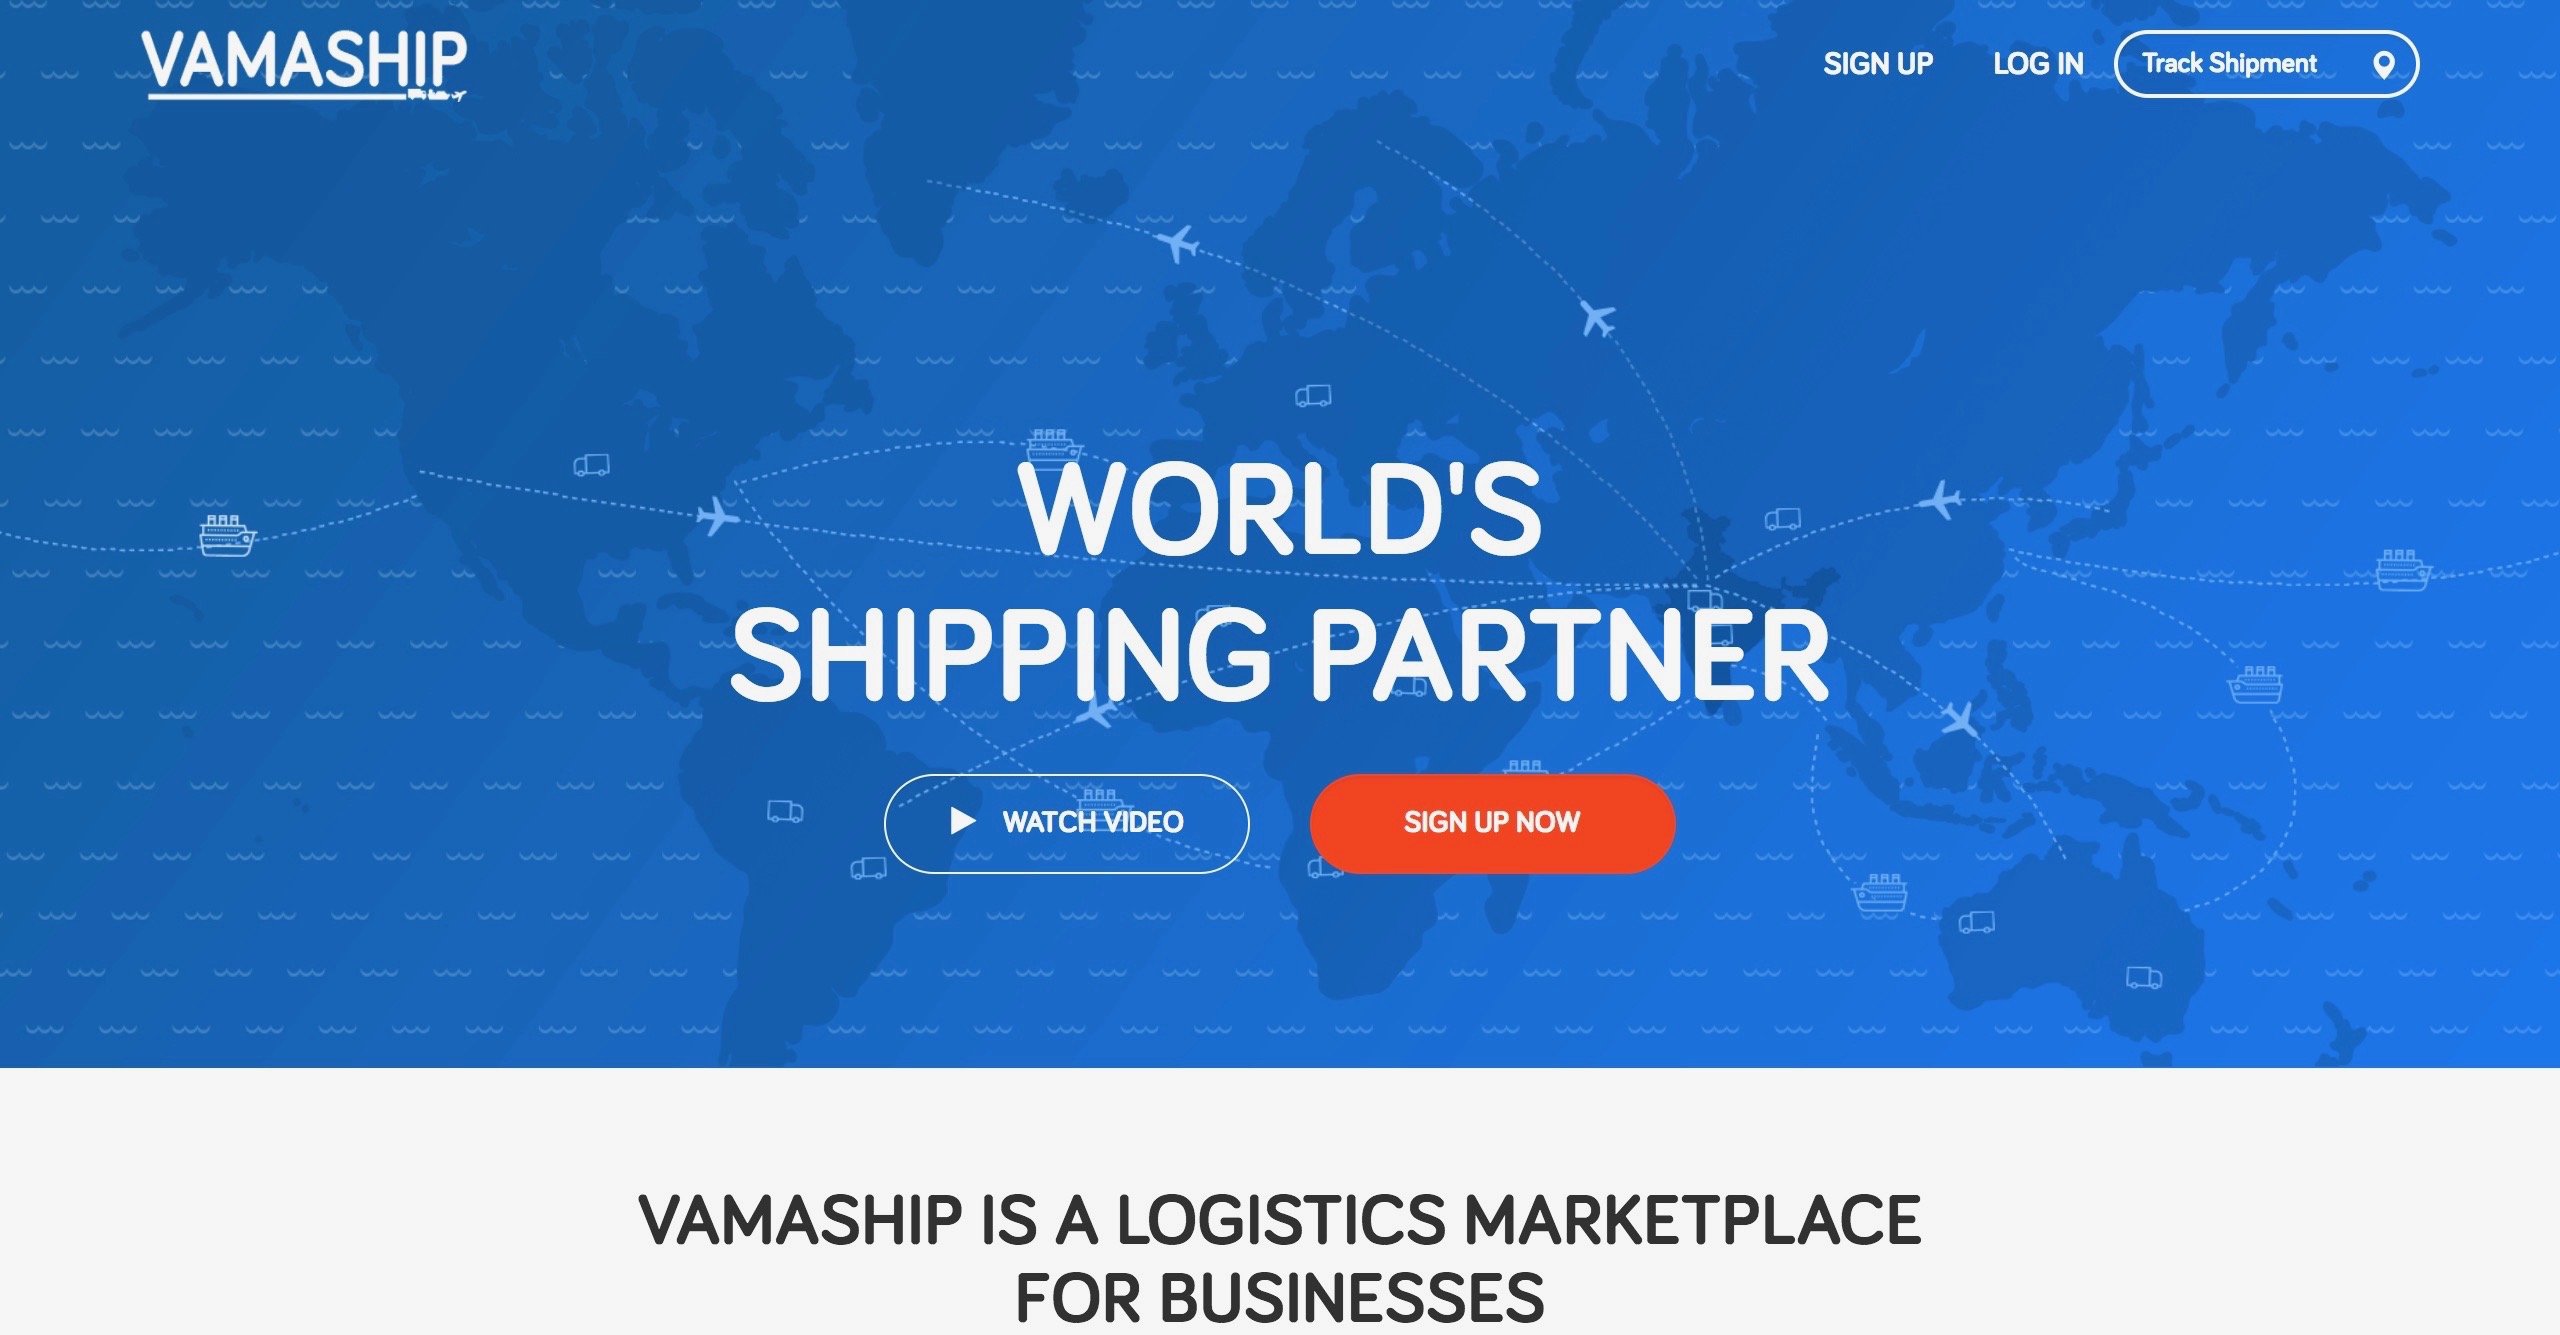 VAMASHIP
SIGN UP
LOG IN
Track Shipment
WORLD'S
SHIPPING PARTNER
WATCH VIDEO
SIGN UP NOW
VAMASHIP IS A LOGISTICS MARKETPLACE
FOR BUSINESSES